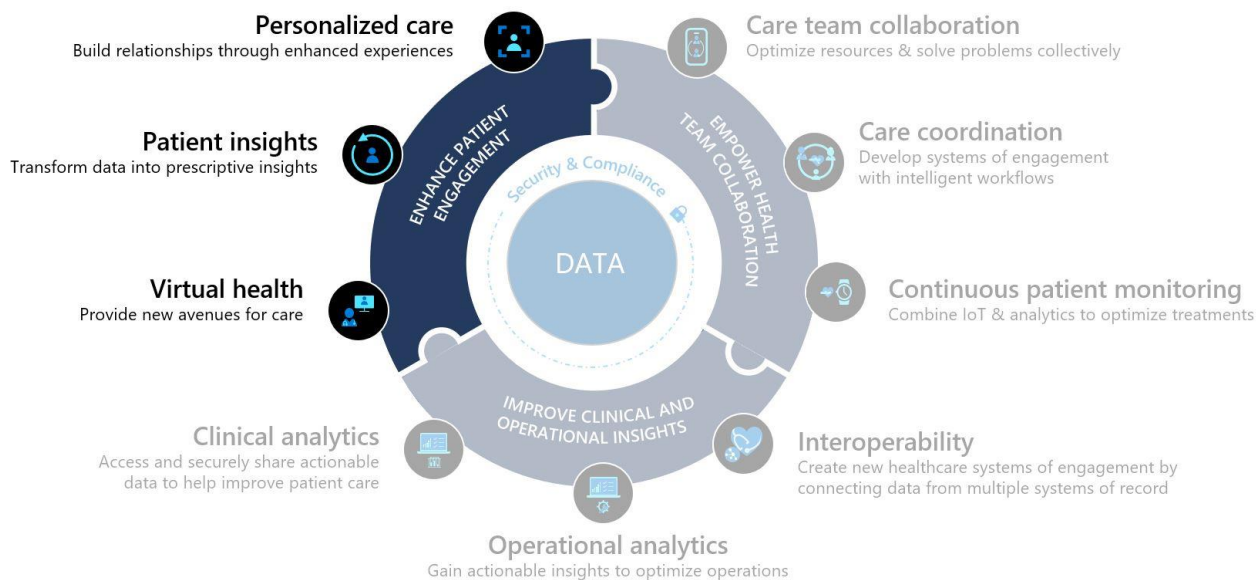 Personalized care
Build relationships through enhanced experiences
Patient insights
Transform data into prescriptive insights
Virtual health
Provide new avenues for care
ENHANCE PATIENT
ENGAGEMENT
Care team collaboration
Optimize resources & solve problems collectively
Care coordination
Develop systems of engagement
with intelligent workflows
Continuous patient monitoring
Combine IoT & analytics to optimize treatments
EMPOWER HEALTH
TEAM COLLABORATION
Security & Compliance
DATA
IMPROVE CLINICAL AND
OPERATIONAL INSIGHTS
Clinical analytics
Access and securely share actionable
data to help improve patient care
Operational analytics
Gain actionable insights to optimize operations
Interoperability
Create new healthcare systems of engagement by
connecting data from multiple systems of record